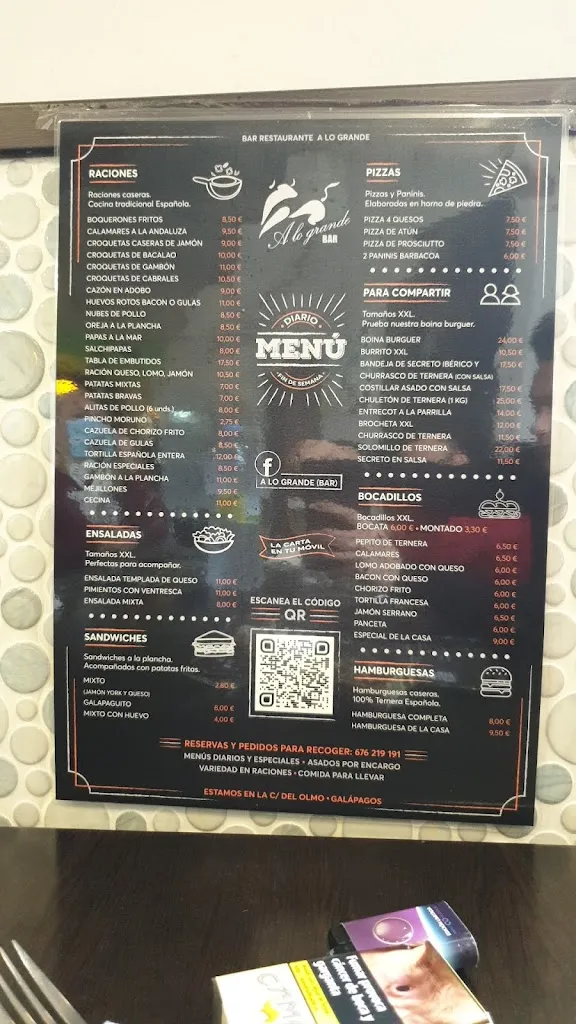 BAR RESTAURANTE A LO GRANDE
RACIONES
Raciones caseras.
Cocina tradicional Española.
BOQUERONES FRITOS 8,50 €
CALAMARES A LA ANDALUZA 9,50 €
CROQUETAS CASERAS DE JAMÓN 9,00 €
CROQUETAS DE BACALAO 10,00 €
CROQUETAS DE GAMBÓN 11,00 €
CROQUETAS DE CABRALES 10,50 €
CAZÓN EN ADOBO 9,00 €
HUEVOS ROTOS BACON O GULAS 11,00 €
NUBES DE POLLO 8,50 €
OREJA A LA PLANCHA 8,50 €
PAPAS A LA MAR 10,00 €
SALCHIPAPAS 8,00 €
TABLA DE EMBUTIDOS 17,50 €
RACIÓN QUESO, LOMO, JAMÓN 10,50 €
PATATAS MIXTAS 7,00 €
PATATAS BRAVAS 7,00 €
ALITAS DE POLLO (6 unds.) 8,00 €
PINCHO MORUNO 2,75 €
CAZUELA DE CHORIZO FRITO 8,00 €
CAZUELA DE GULAS 8,50 €
TORTILLA ESPAÑOLA ENTERA 12,00 €
RACIÓN ESPECIALES 8,50 €
GAMBÓN A LA PLANCHA 11,00 €
MEJILLONES 9,50 €
CECINA 11,00 €
ENSALADAS
Tamaños XXL.
Perfectas para acompañar.
ENSALADA TEMPLADA DE QUESO 11,00 €
PIMIENTOS CON VENTRESCA 11,00 €
ENSALADA MIXTA 8,00 €
SANDWICHES
Sandwiches a la plancha.
Acompañados con patatas fritas.
MIXTO 2,80 €
(JAMÓN YORK Y QUESO)
GALAPAGUITO 6,00 €
MIXTO CON HUEVO 4,00 €
A lo grande
BAR
DIARIO
MENÚ
FIN DE SEMANA
f
A LO GRANDE (BAR)
LA CARTA
EN TU MÓVIL
ESCANEA EL CÓDIGO
QR
PIZZAS
Pizzas y Paninis.
Elaboradas en horno de piedra.
PIZZA 4 QUESOS 7,50 €
PIZZA DE ATÚN 7,50 €
PIZZA DE PROSCIUTTO 7,50 €
2 PANINIS BARBACOA 6,00 €
PARA COMPARTIR
Tamaños XXL.
Prueba nuestra boina burguer.
BOINA BURGUER 24,00 €
BURRITO XXL 10,50 €
BANDEJA DE SECRETO IBÉRICO Y 17,50 €
CHURRASCO DE TERNERA (CON SALSA)
COSTILLAR ASADO CON SALSA 17,50 €
CHULETÓN DE TERNERA (1 KG) 25,00 €
ENTRECOT A LA PARRILLA 14,00 €
BROCHETA XXL 12,00 €
CHURRASCO DE TERNERA 11,50 €
SOLOMILLO DE TERNERA 22,00 €
SECRETO EN SALSA 11,50 €
BOCADILLOS
Bocadillos XXL.
BOCATA 6,00 € • MONTADO 3,30 €
PEPITO DE TERNERA 6,50 €
CALAMARES 6,50 €
LOMO ADOBADO CON QUESO 6,00 €
BACON CON QUESO 6,00 €
CHORIZO FRITO 6,00 €
TORTILLA FRANCESA 6,00 €
JAMÓN SERRANO 6,50 €
PANCETA 6,00 €
ESPECIAL DE LA CASA 9,00 €
HAMBURGUESAS
Hamburguesas caseras.
100% Ternera Española.
HAMBURGUESA COMPLETA 8,00 €
HAMBURGUESA DE LA CASA 9,50 €
RESERVAS Y PEDIDOS PARA RECOGER: 676 219 191
MENÚS DIARIOS Y ESPECIALES • ASADOS POR ENCARGO
VARIEDAD EN RACIONES • COMIDA PARA LLEVAR
ESTAMOS EN LA C/ DEL OLMO • GALÁPAGOS
Fumar provoca
cáncer de boca y
garganta